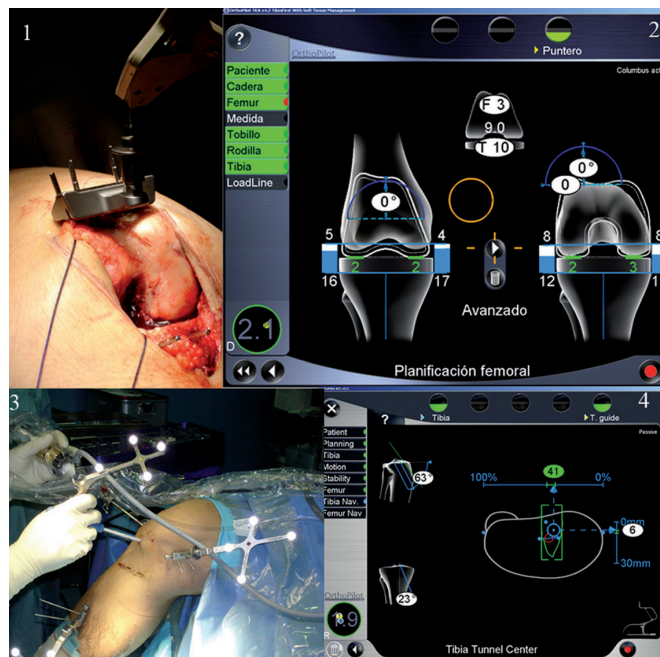 1
2
OrthoPilot TKA v4.2 TibiaFirst With Soft Tissue Management
?
OrthoPilot
Puntero
Columbus act
Paciente
Cadera
Femur
Medida
Tobillo
Rodilla
Tibia
LoadLine
F 3
9.0
T 10
0°
0°
0
5
4
8
8
2
2
2
3
16
17
12
Avanzado
2.1
D
Planificación femoral
3
4
?
Tibia
T. guide
Passive
Patient
Planning
Tibia
Motion
Stability
Femur
Tibia Nav.
Femur Nav
63°
41
100%
0%
0mm
6
30mm
23°
OrthoPilot
19
R
Tibia Tunnel Center